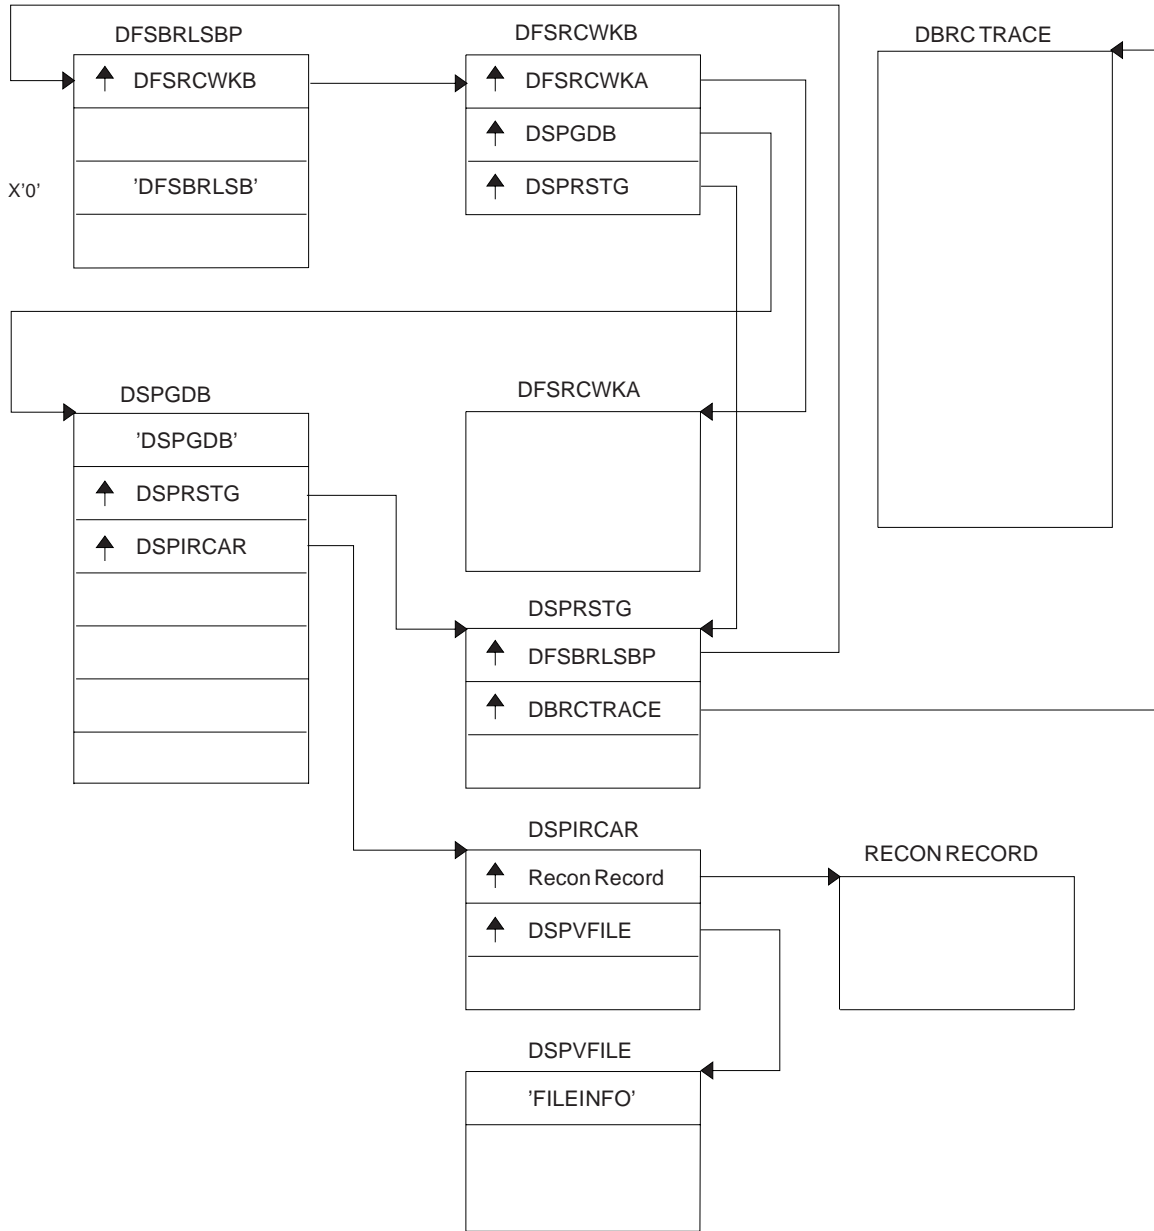 DFSBRLSBP
DFSRCWKB
DBRC TRACE
DFSRCWKB
DFSRCWKA
DSPGDB
X'0'
'DFSBRLSB'
DSPRSTG
DSPGDB
DFSRCWKA
'DSPGDB'
DSPRSTG
DSPIRCAR
DSPRSTG
DFSBRLSBP
DBRCTRACE
DSPIRCAR
RECON RECORD
Recon Record
DSPVFILE
DSPVFILE
'FILEINFO'